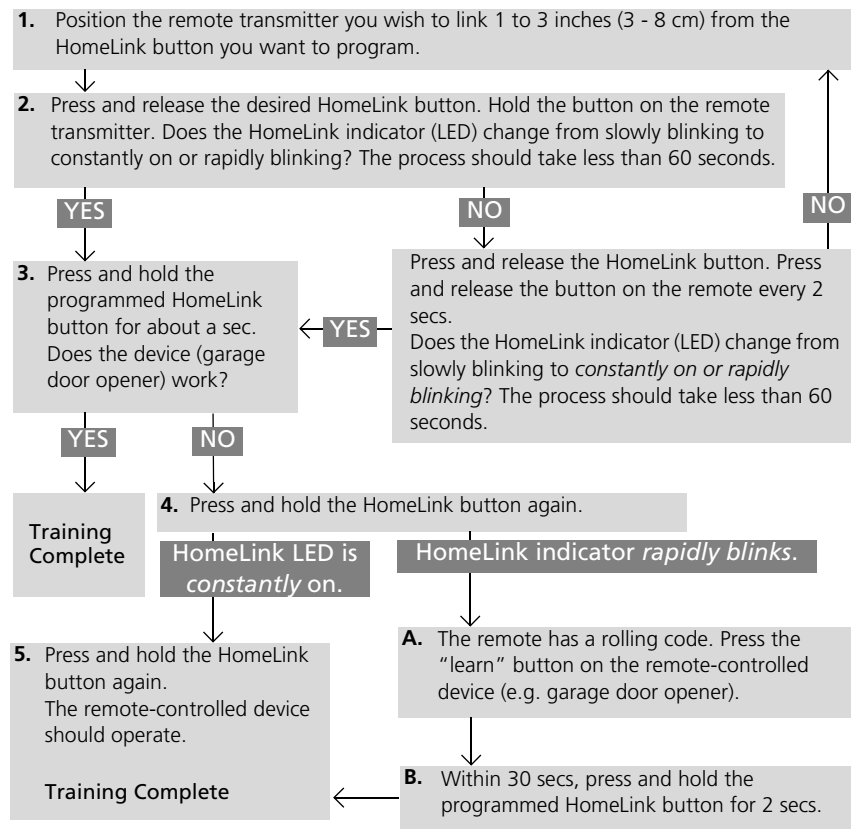 1. Position the remote transmitter you wish to link 1 to 3 inches (3 - 8 cm) from the
HomeLink button you want to program.
2. Press and release the desired HomeLink button. Hold the button on the remote
transmitter. Does the HomeLink indicator (LED) change from slowly blinking to
constantly on or rapidly blinking? The process should take less than 60 seconds.
YES
NO
NO
3. Press and hold the
programmed HomeLink
button for about a sec.
Does the device (garage
door opener) work?
YES
Press and release the HomeLink button. Press
and release the button on the remote every 2
secs.
Does the HomeLink indicator (LED) change from
slowly blinking to constantly on or rapidly
blinking? The process should take less than 60
seconds.
YES
NO
Training
Complete
4. Press and hold the HomeLink button again.
HomeLink LED is
constantly on.
HomeLink indicator rapidly blinks.
A. The remote has a rolling code. Press the
“learn” button on the remote-controlled
device (e.g. garage door opener).
5. Press and hold the HomeLink
button again.
The remote-controlled device
should operate.
Training Complete
B. Within 30 secs, press and hold the
programmed HomeLink button for 2 secs.